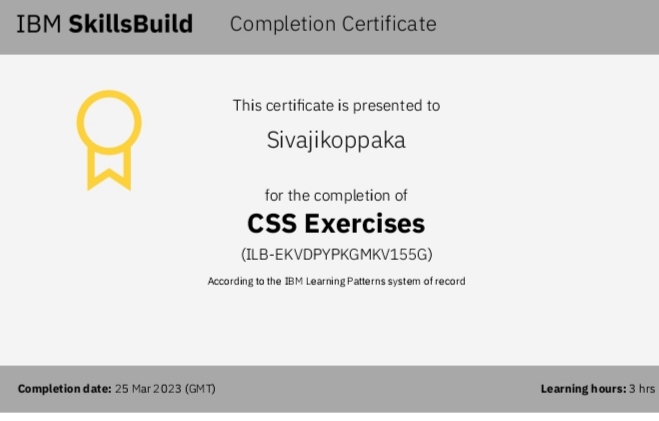 IBM SkillsBuild Completion Certificate
This certificate is presented to
Sivajikoppaka
for the completion of
CSS Exercises
(ILB-EKVDPYPKGMKV155G)
According to the IBM Learning Patterns system of record
Completion date: 25 Mar 2023 (GMT) Learning hours: 3 hrs